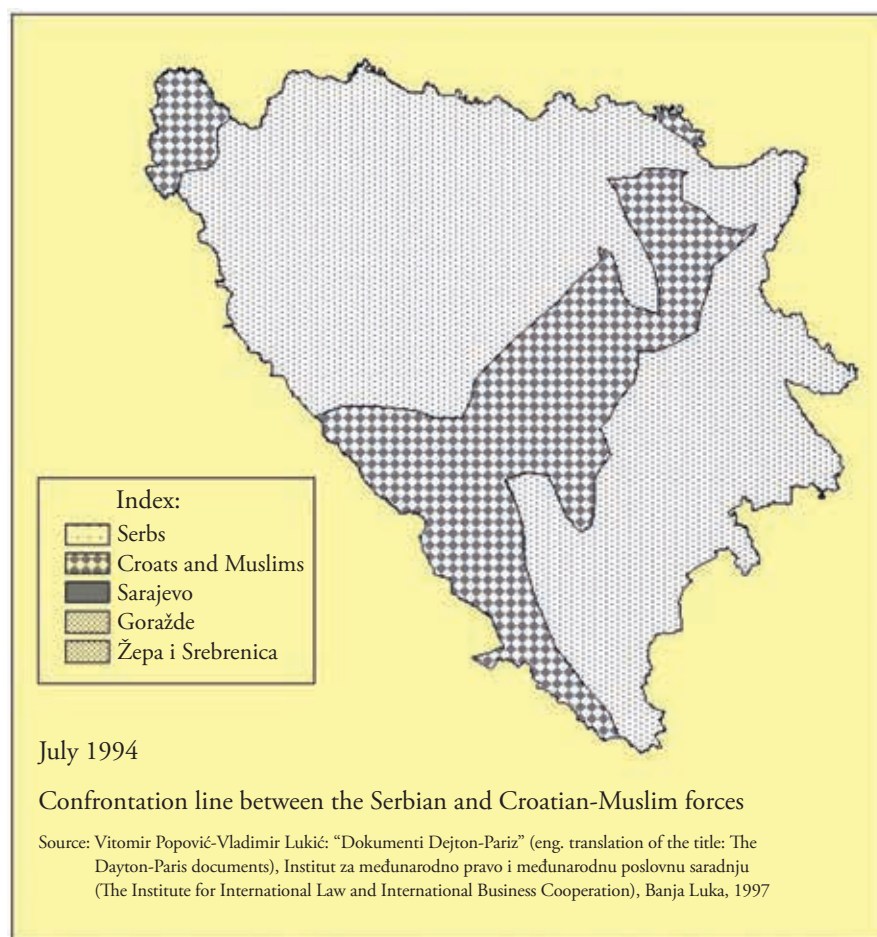 Index:
Serbs
Croats and Muslims
Sarajevo
Goražde
Žepa i Srebrenica
July 1994
Confrontation line between the Serbian and Croatian-Muslim forces
Source: Vitomir Popović-Vladimir Lukić: “Dokumenti Dejton-Pariz” (eng. translation of the title: The
Dayton-Paris documents), Institut za međunarodno pravo i međunarodnu poslovnu saradnju
(The Institute for International Law and International Business Cooperation), Banja Luka, 1997